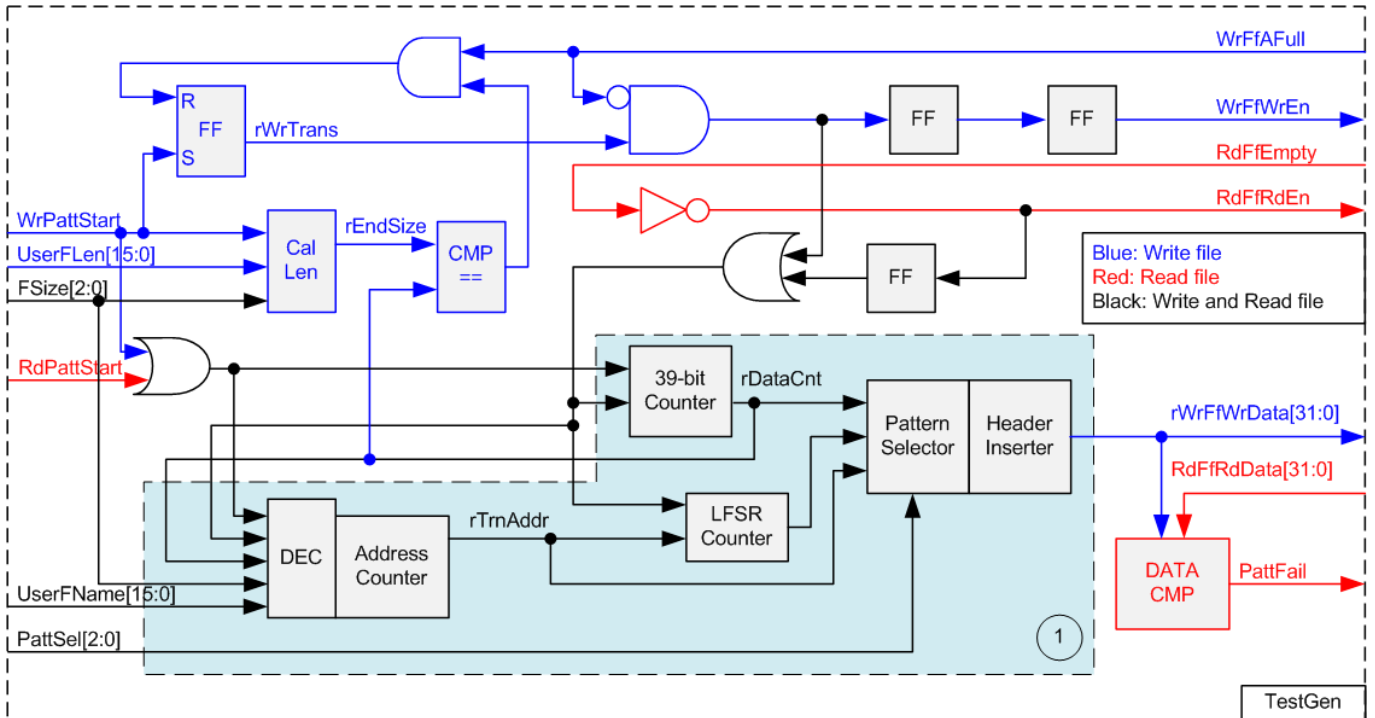 WrFfAFull
R
FF
S
rWrTrans
FF
FF
WrFfWrEn
RdFfEmpty
RdFfRdEn
WrPattStart
UserFLen[15:0]
FSize[2:0]
Cal
Len
rEndSize
CMP
==
FF
Blue: Write file
Red: Read file
Black: Write and Read file
RdPattStart
39-bit
Counter
rDataCnt
Pattern
Selector
Header
Inserter
rWrFfWrData[31:0]
RdFfRdData[31:0]
DEC
Address
Counter
rTrnAddr
LFSR
Counter
DATA
CMP
PattFail
UserFName[15:0]
PattSel[2:0]
1
TestGen